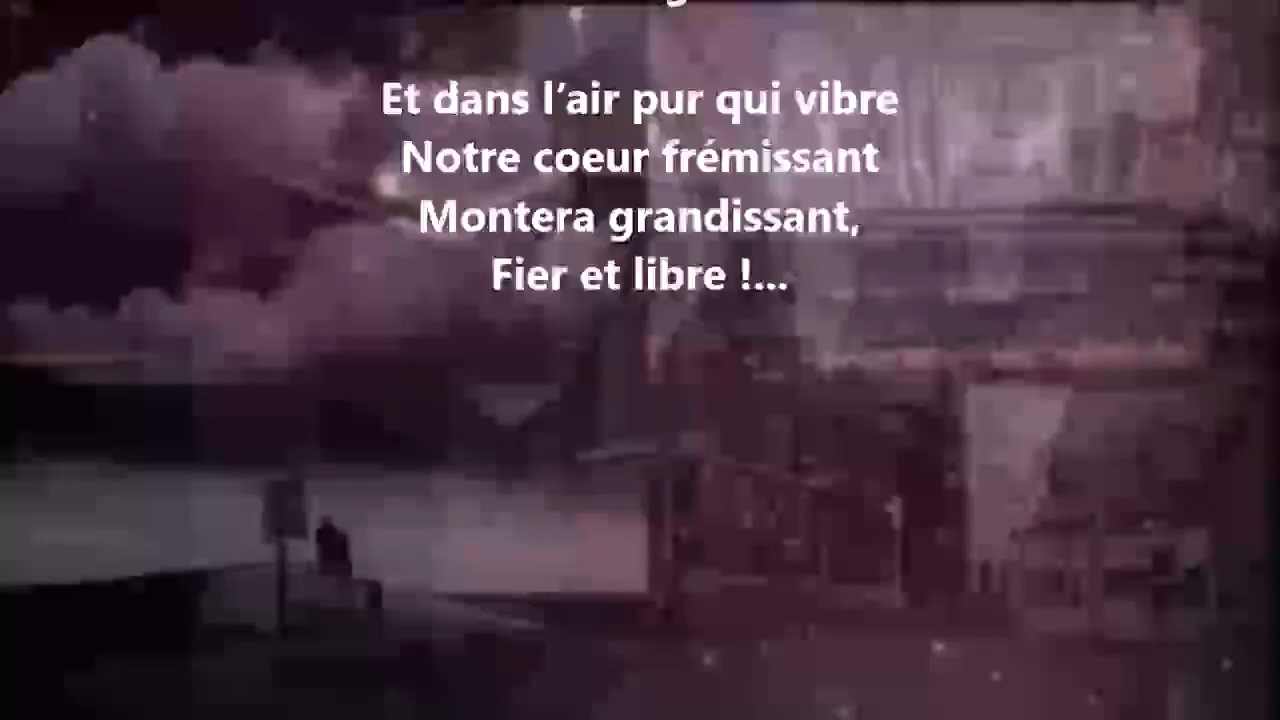 Et dans l’air pur qui vibre
Notre coeur frémissant
Montera grandissant,
Fier et libre !...